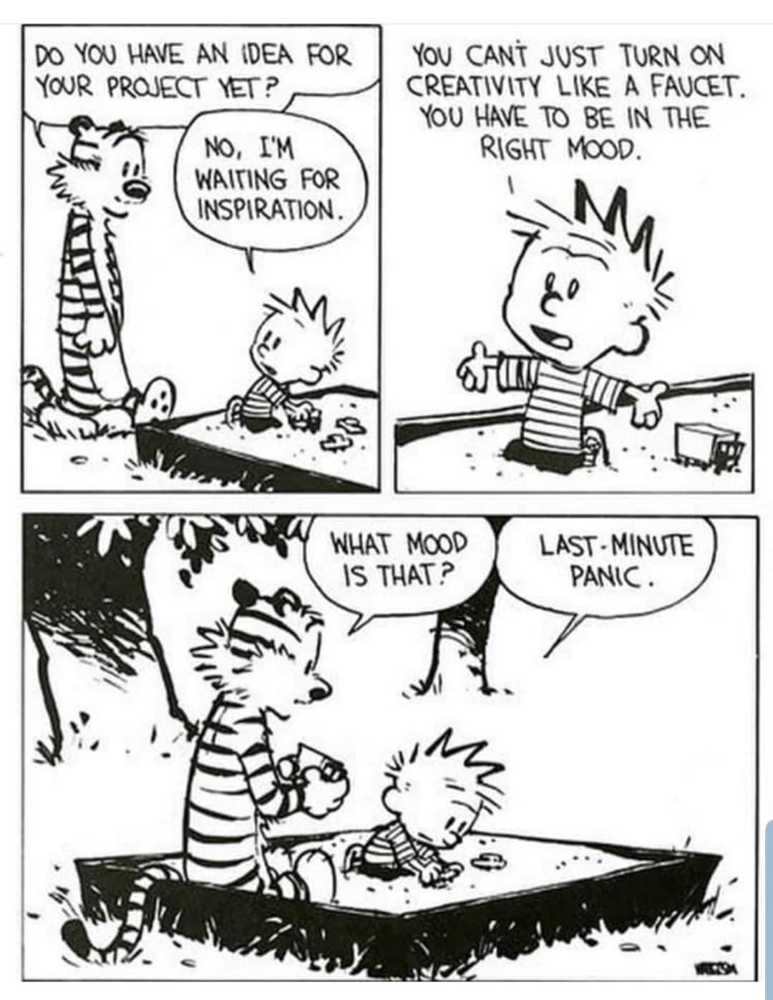 DO YOU HAVE AN IDEA FOR
YOUR PROJECT YET?
NO, I'M
WAITING FOR
INSPIRATION.
YOU CAN'T JUST TURN ON
CREATIVITY LIKE A FAUCET.
YOU HAVE TO BE IN THE
RIGHT MOOD.
WHAT MOOD
IS THAT?
LAST-MINUTE
PANIC.